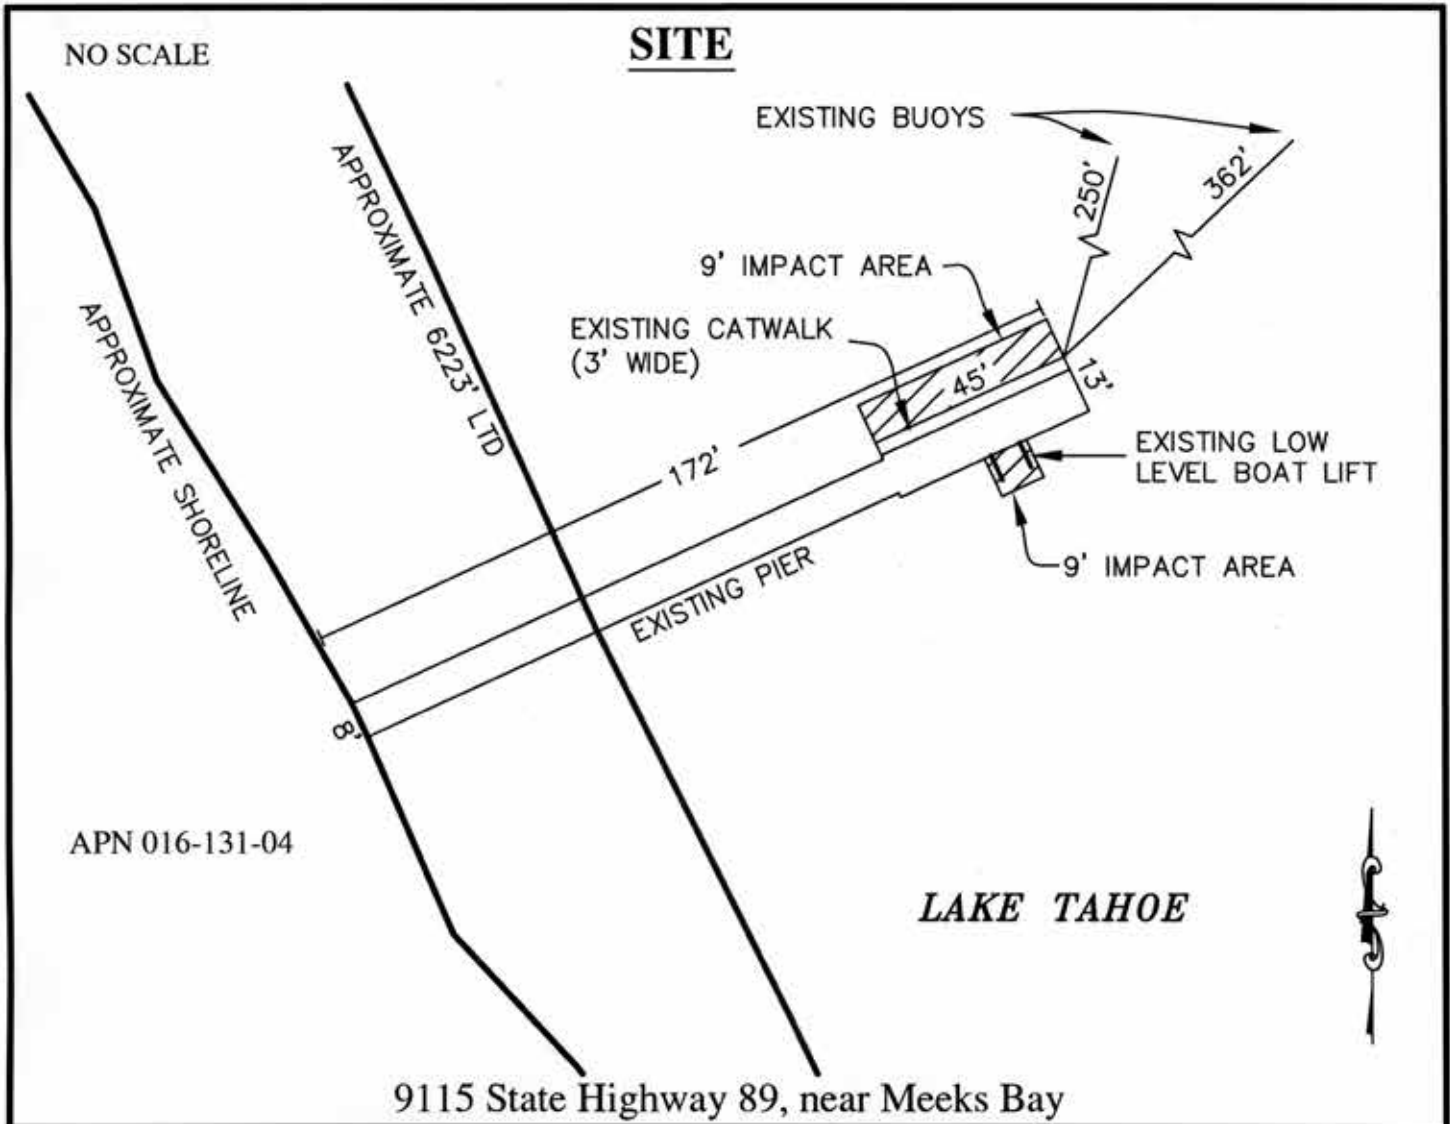 NO SCALE
SITE
EXISTING BUOYS
APPROXIMATE 6223' LTD
250'
362'
9' IMPACT AREA
APPROXIMATE SHORELINE
EXISTING CATWALK
(3' WIDE)
45'
13'
172'
EXISTING LOW
LEVEL BOAT LIFT
9' IMPACT AREA
EXISTING PIER
8'
APN 016-131-04
LAKE TAHOE
9115 State Highway 89, near Meeks Bay